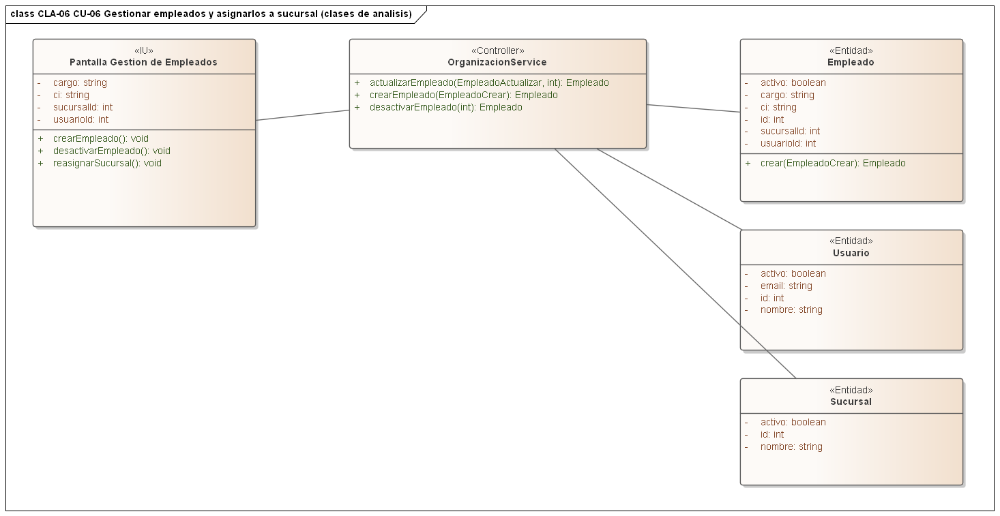 class CLA-06 CU-06 Gestionar empleados y asignarlos a sucursal (clases de analisis)
«IU»
Pantalla Gestion de Empleados
- cargo: string
- ci: string
- sucursalId: int
- usuarioId: int
+ crearEmpleado(): void
+ desactivarEmpleado(): void
+ reasignarSucursal(): void
«Controller»
OrganizacionService
+ actualizarEmpleado(EmpleadoActualizar, int): Empleado
+ crearEmpleado(EmpleadoCrear): Empleado
+ desactivarEmpleado(int): Empleado
«Entidad»
Empleado
- activo: boolean
- cargo: string
- ci: string
- id: int
- sucursalId: int
- usuarioId: int
+ crear(EmpleadoCrear): Empleado
«Entidad»
Usuario
- activo: boolean
- email: string
- id: int
- nombre: string
«Entidad»
Sucursal
- activo: boolean
- id: int
- nombre: string